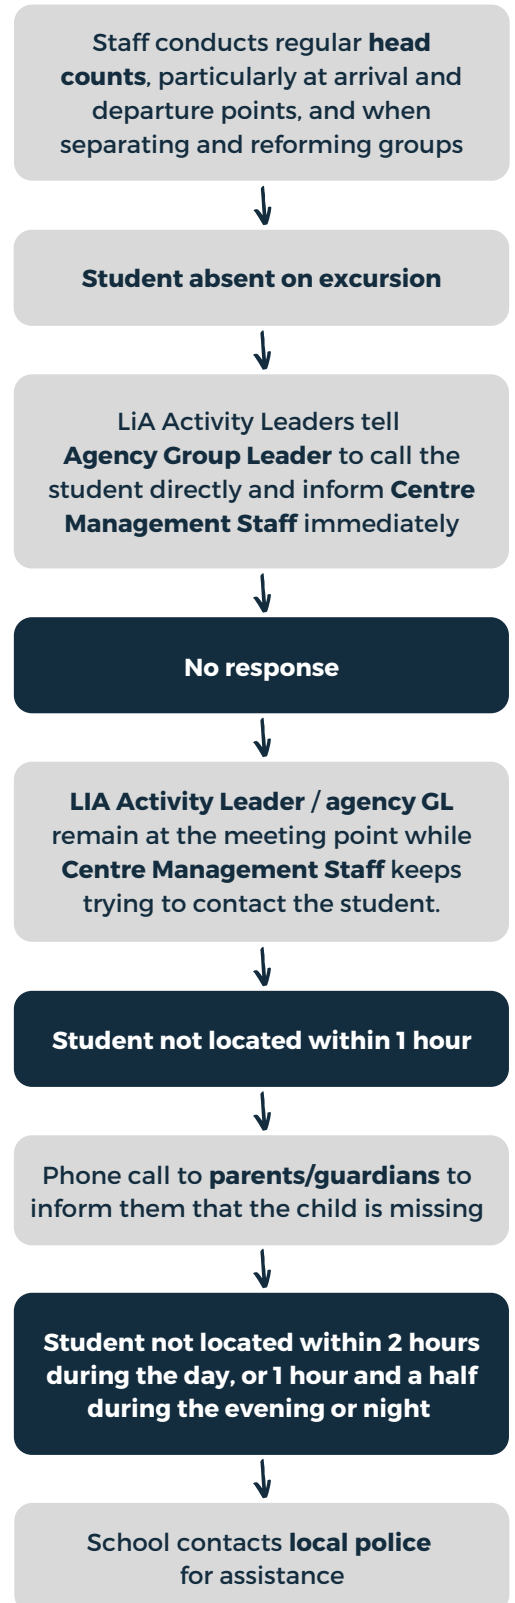 Staff conducts regular head
counts, particularly at arrival and
departure points, and when
separating and reforming groups
Student absent on excursion
LiA Activity Leaders tell
Agency Group Leader to call the
student directly and inform Centre
Management Staff immediately
No response
LIA Activity Leader / agency GL
remain at the meeting point while
Centre Management Staff keeps
trying to contact the student.
Student not located within 1 hour
Phone call to parents/guardians to
inform them that the child is missing
Student not located within 2 hours
during the day, or 1 hour and a half
during the evening or night
School contacts local police
for assistance